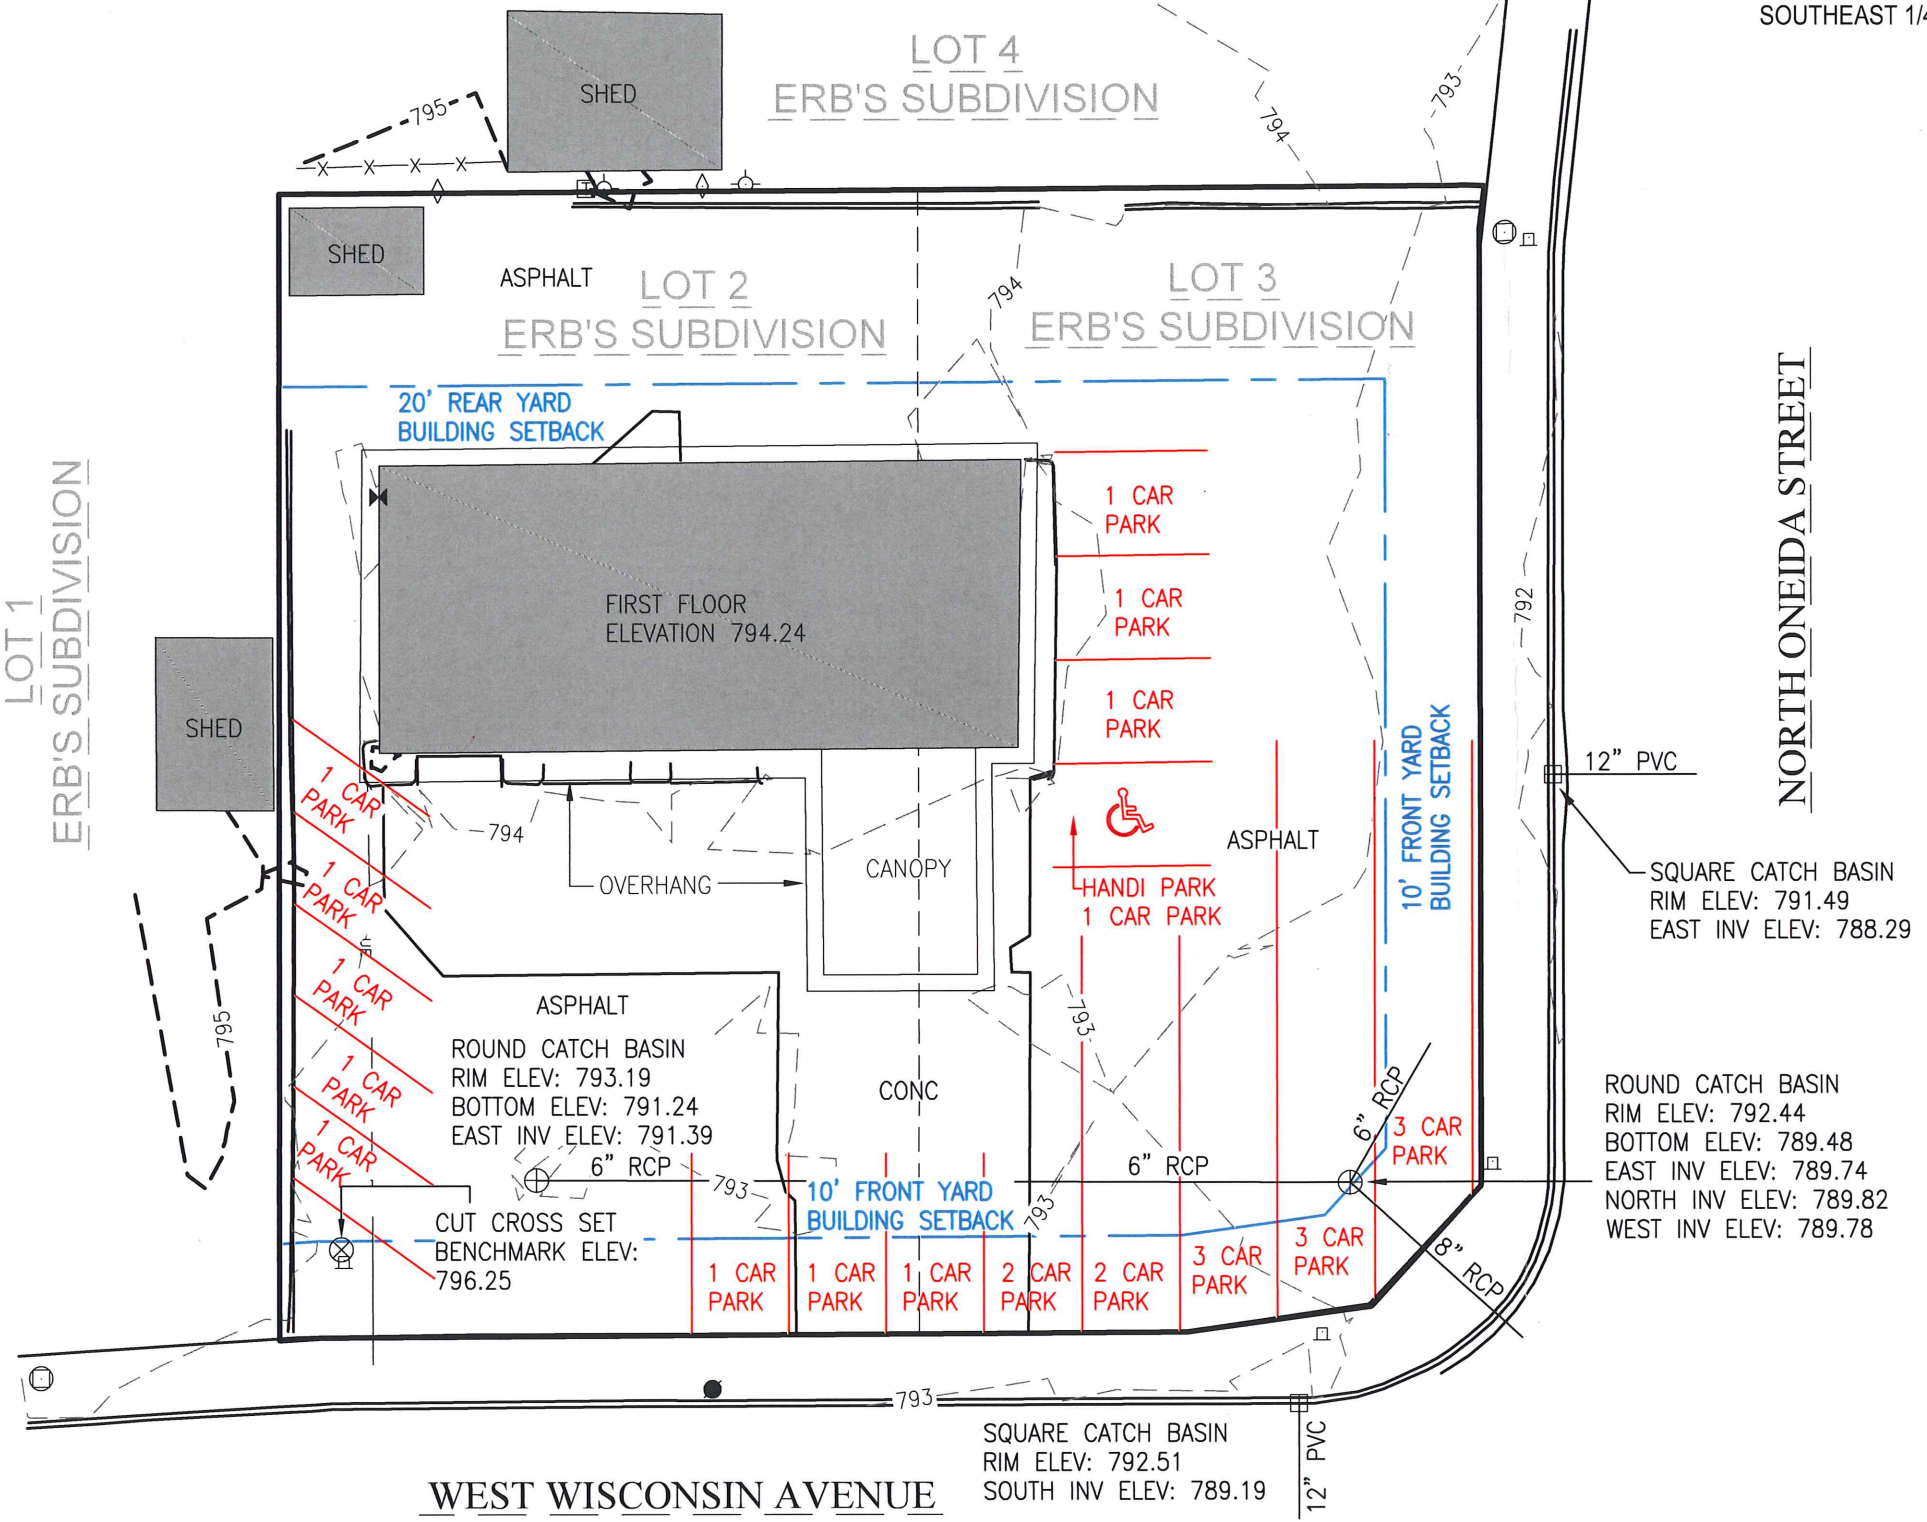 SOUTHEAST 1/4
LOT 4
ERB'S SUBDIVISION
SHED
795
X X X X
794
793
SHED
ASPHALT
LOT 2
ERB'S SUBDIVISION
794
LOT 3
ERB'S SUBDIVISION
20' REAR YARD
BUILDING SETBACK
LOT 1
ERB'S SUBDIVISION
SHED
FIRST FLOOR
ELEVATION 794.24
1 CAR
PARK
1 CAR
PARK
1 CAR
PARK
792
NORTH ONEIDA STREET
10' FRONT YARD
BUILDING SETBACK
12" PVC
SQUARE CATCH BASIN
RIM ELEV: 791.49
EAST INV ELEV: 788.29
794
OVERHANG
CANOPY
ASPHALT
HANDI PARK
1 CAR PARK
1 CAR
PARK
1 CAR
PARK
1 CAR
PARK
1 CAR
PARK
1 CAR
PARK
795
ASPHALT
ROUND CATCH BASIN
RIM ELEV: 793.19
BOTTOM ELEV: 791.24
EAST INV ELEV: 791.39
6" RCP
793
CONC
793
6" RCP
6" RCP
3 CAR
PARK
ROUND CATCH BASIN
RIM ELEV: 792.44
BOTTOM ELEV: 789.48
EAST INV ELEV: 789.74
NORTH INV ELEV: 789.82
WEST INV ELEV: 789.78
10' FRONT YARD
BUILDING SETBACK
793
CUT CROSS SET
BENCHMARK ELEV:
796.25
1 CAR
PARK
1 CAR
PARK
1 CAR
PARK
2 CAR
PARK
2 CAR
PARK
3 CAR
PARK
3 CAR
PARK
8" RCP
793
SQUARE CATCH BASIN
RIM ELEV: 792.51
SOUTH INV ELEV: 789.19
12" PVC
WEST WISCONSIN AVENUE